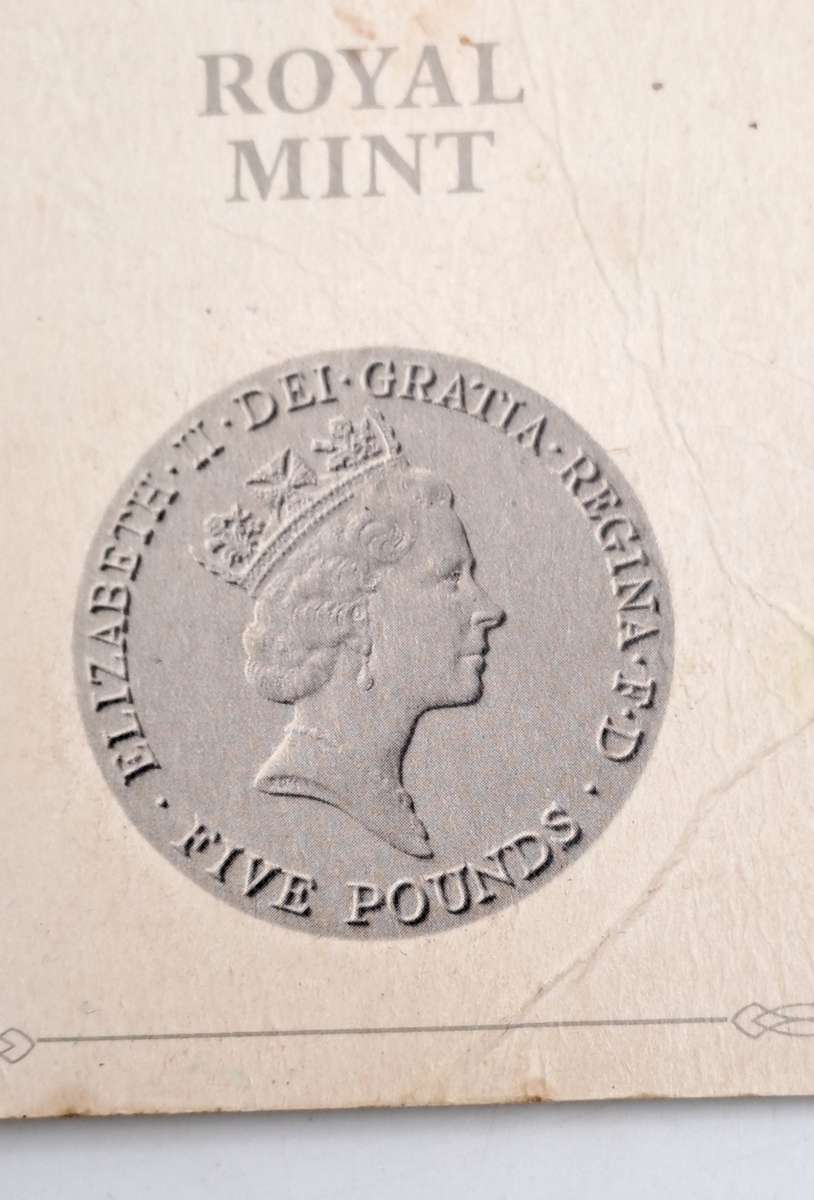 ROYAL
MINT
ELIZABETH · II · DEI · GRATIA · REGINA · F · D ·
FIVE POUNDS ·